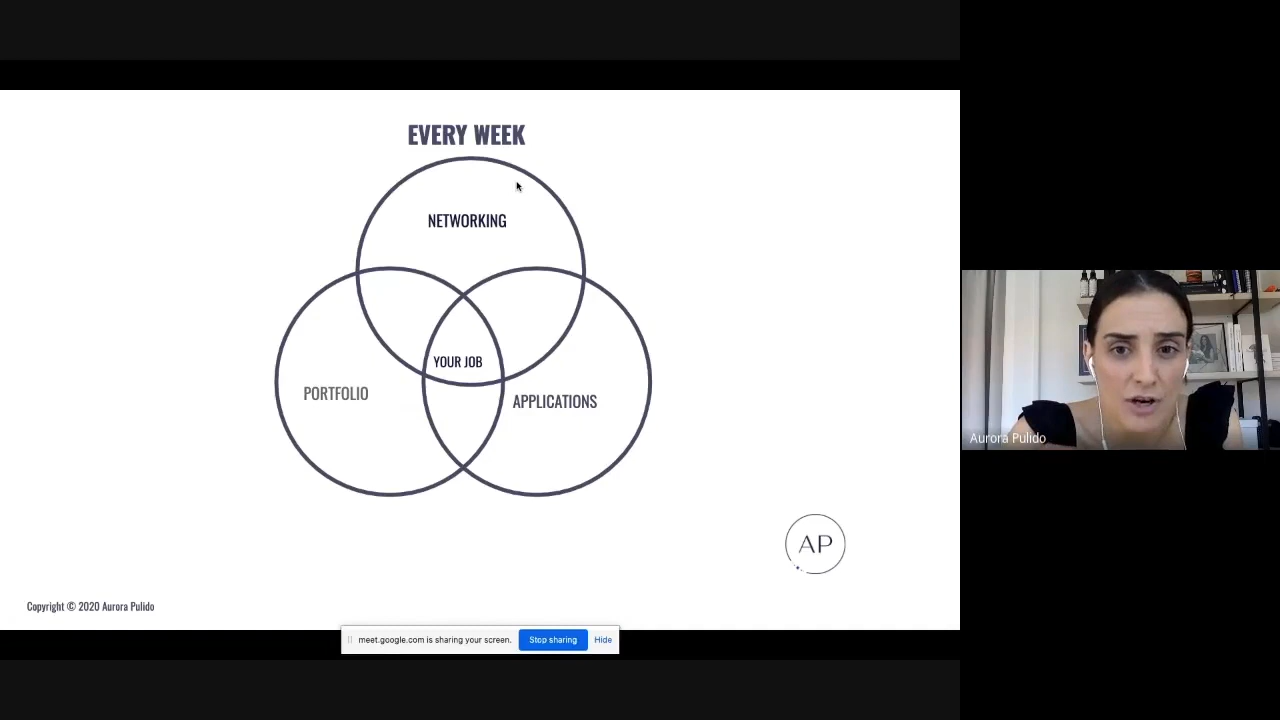 EVERY WEEK
NETWORKING
YOUR JOB
PORTFOLIO
APPLICATIONS
Aurora Pulido
AP
Copyright © 2020 Aurora Pulido
meet.google.com is sharing your screen. Stop sharing Hide